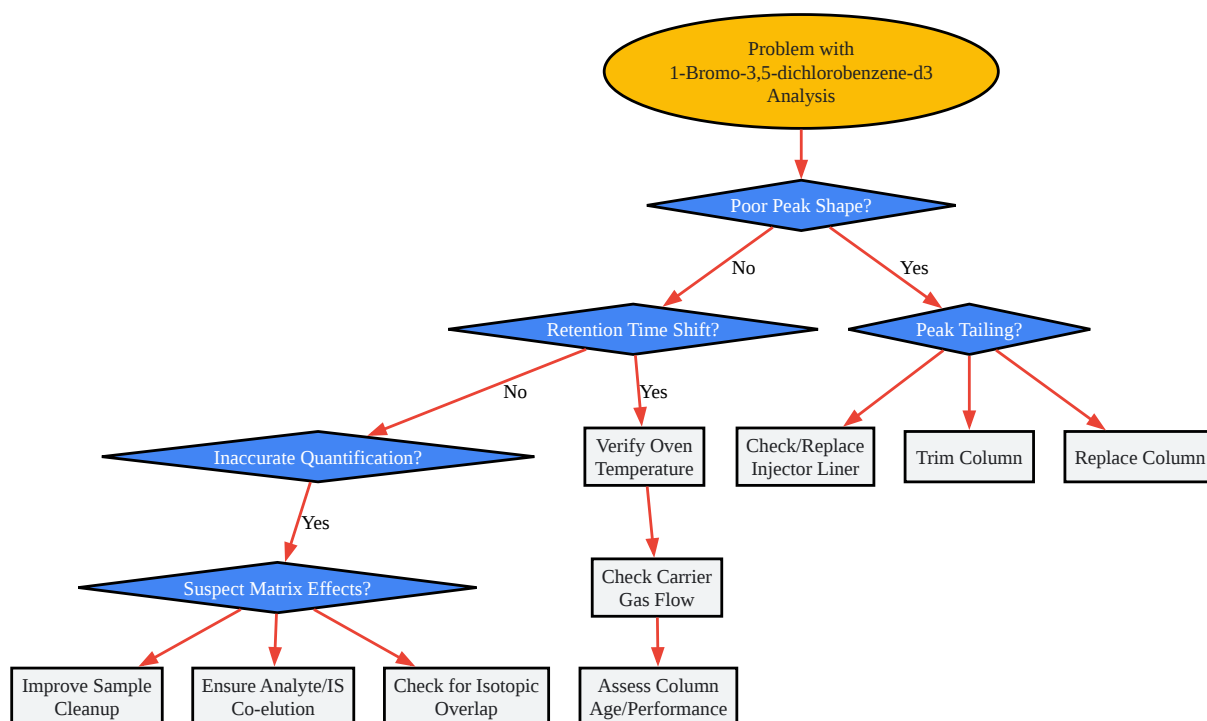 Problem with
1-Bromo-3,5-dichlorobenzene-d3
Analysis
Poor Peak Shape?
No
Yes
Retention Time Shift?
Peak Tailing?
No
Yes
Inaccurate Quantification?
Verify Oven
Temperature
Check/Replace
Injector Liner
Trim Column
Replace Column
Yes
Suspect Matrix Effects?
Check Carrier
Gas Flow
Improve Sample
Cleanup
Ensure Analyte/IS
Co-elution
Check for Isotopic
Overlap
Assess Column
Age/Performance